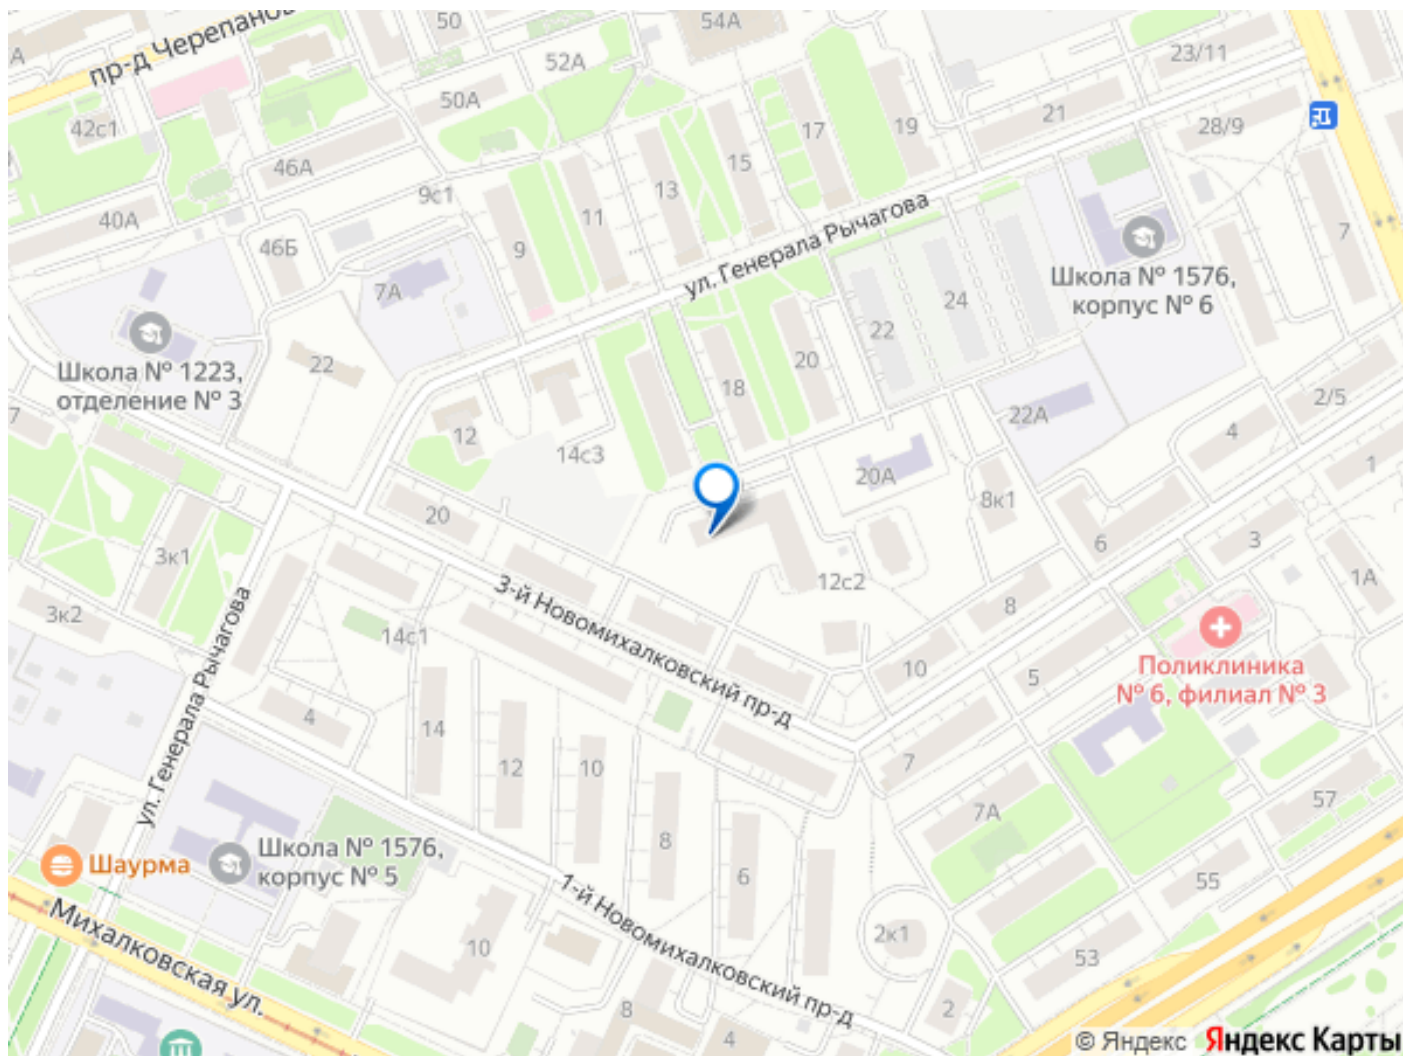 пр-д Черепанов
50
54А
52А
50А
23/11
А
42с1
46А
40А
46Б
9с1
9
11
13
15
17
19
21
28/9
7
ул. Генерала Рычагова
7А
22
24
Школа № 1576,
корпус № 6
Школа № 1223,
отделение № 3
22
12
14с3
18
20
22А
20А
8к1
2/5
4
1
7
3к1
20
6
3
1А
3к2
14с1
12с2
8
10
5
3-й Новомихалковский пр-д
Поликлиника
№ 6, филиал № 3
ул. Генерала Рычагова
4
14
12
10
8
6
7
7А
57
55
53
Шаурма
Школа № 1576,
корпус № 5
1-й Новомихалковский пр-д
2к1
Михалковская ул.
10
8
4
2
© Яндекс Яндекс Карты